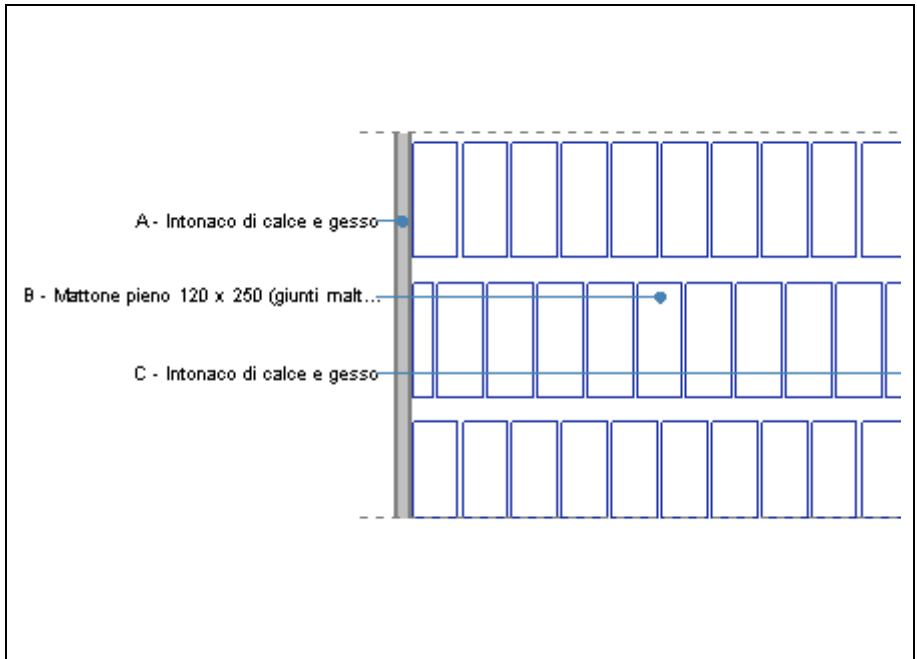 A - Intonaco di calce e gesso
B - Mattone pieno 120 x 250 (giunti malt...
C - Intonaco di calce e gesso